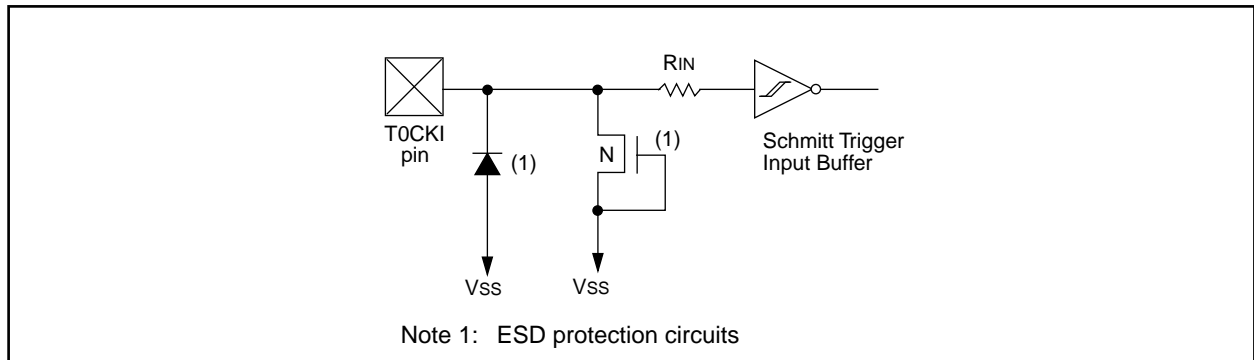 RIN
T0CKI
pin
(1)
N
(1)
Schmitt Trigger
Input Buffer
VSS
VSS
Note 1: ESD protection circuits